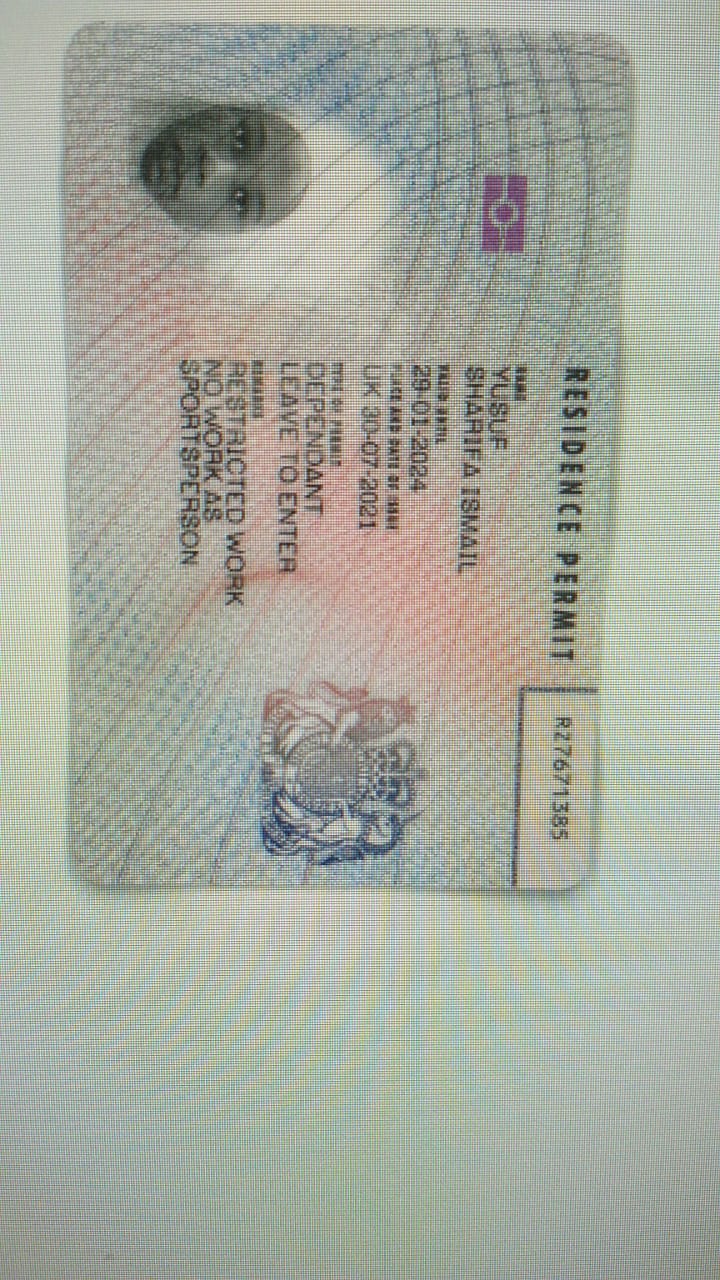 RESIDENCE PERMIT
RZ7671385
NAME
YUSUF
SHARIFA ISMAIL
VALID UNTIL
29-01-2024
PLACE AND DATE OF ISSUE
UK 30-07-2021
TYPE OF PERMIT
DEPENDANT
LEAVE TO ENTER
REMARKS
RESTRICTED WORK
NO WORK AS
SPORTSPERSON